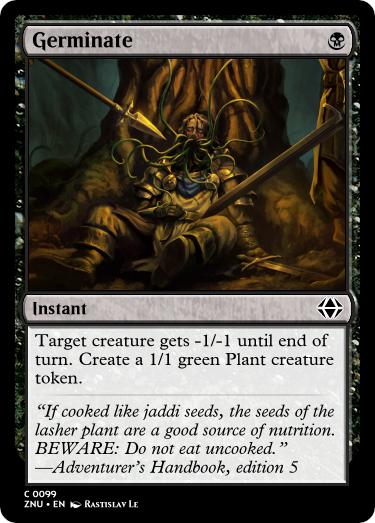 Germinate
Instant
Target creature gets -1/-1 until end of
turn. Create a 1/1 green Plant creature
token.
“If cooked like jaddi seeds, the seeds of the
lasher plant are a good source of nutrition.
BEWARE: Do not eat uncooked.”
—Adventurer’s Handbook, edition 5
C 0099
ZNU • EN Rastislav Le